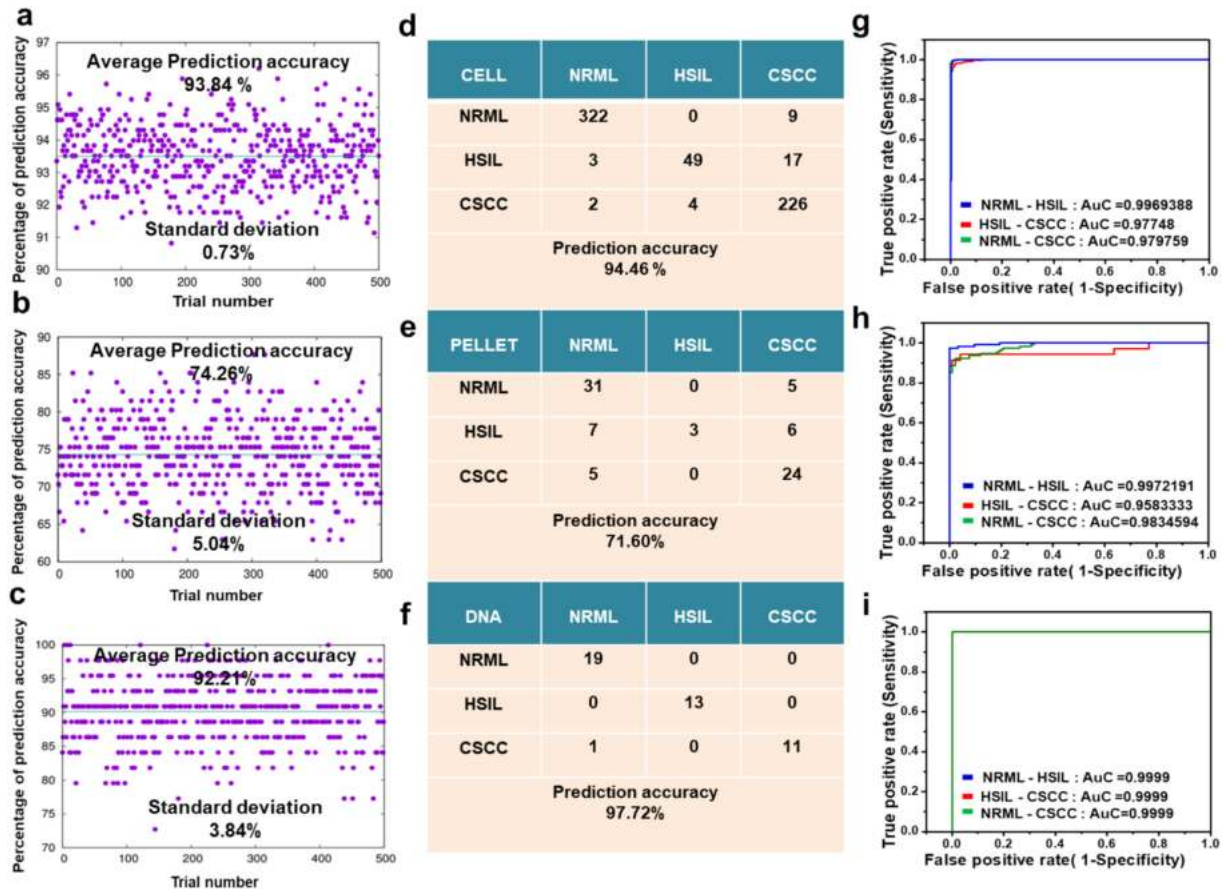 a
Percentage of prediction accuracy
97
96
95
94
93
92
91
90
Average Prediction accuracy
93.84 %
Standard deviation
0.73%
0 100 200 300 400 500
Trial number
b
Percentage of prediction accuracy
90
85
80
75
70
65
60
Average Prediction accuracy
74.26%
Standard deviation
5.04%
0 100 200 300 400 500
Trial number
c
Percentage of prediction accuracy
100
95
90
85
80
75
70
Average Prediction accuracy
92.21%
Standard deviation
3.84%
0 100 200 300 400 500
Trial number
d
CELL NRML HSIL CSCC
NRML 322 0 9
HSIL 3 49 17
CSCC 2 4 226
Prediction accuracy
94.46 %
e
PELLET NRML HSIL CSCC
NRML 31 0 5
HSIL 7 3 6
CSCC 5 0 24
Prediction accuracy
71.60%
f
DNA NRML HSIL CSCC
NRML 19 0 0
HSIL 0 13 0
CSCC 1 0 11
Prediction accuracy
97.72%
g
True positive rate (Sensitivity)
1.0
0.8
0.6
0.4
0.2
0.0
NRML - HSIL : AuC =0.9969388
HSIL - CSCC : AuC=0.97748
NRML - CSCC : AuC=0.979759
0.0 0.2 0.4 0.6 0.8 1.0
False positive rate( 1-Specificity)
h
True positive rate (Sensitivity)
1.0
0.8
0.6
0.4
0.2
0.0
NRML - HSIL : AuC =0.9972191
HSIL - CSCC : AuC =0.9583333
NRML - CSCC : AuC=0.9834594
0.0 0.2 0.4 0.6 0.8 1.0
False positive rate( 1-Specificity)
i
True positive rate (Sensitivity)
1.0
0.8
0.6
0.4
0.2
0.0
NRML - HSIL : AuC =0.9999
HSIL - CSCC : AuC =0.9999
NRML - CSCC : AuC=0.9999
0.0 0.2 0.4 0.6 0.8 1.0
False positive rate( 1-Specificity)